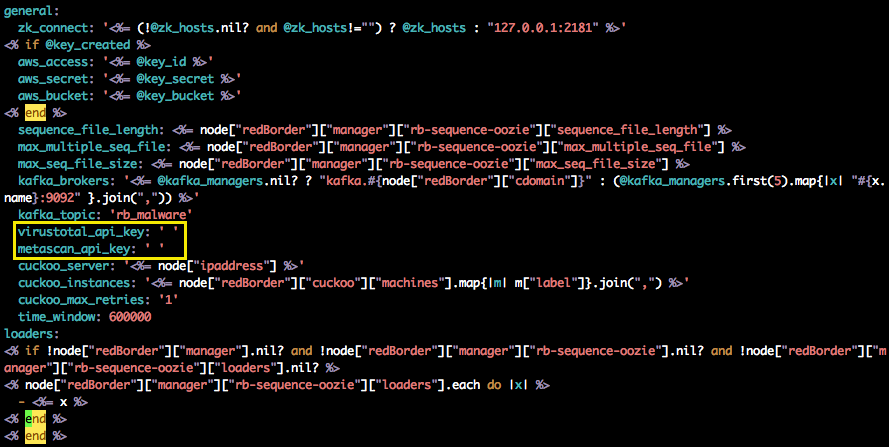 general:
  zk_connect: '<%= (!@zk_hosts.nil? and @zk_hosts!="") ? @zk_hosts : "127.0.0.1:2181" %>'
<% if @key_created %>
  aws_access: '<%= @key_id %>'
  aws_secret: '<%= @key_secret %>'
  aws_bucket: '<%= @key_bucket %>'
<% end %>
  sequence_file_length: <%= node["redBorder"]["manager"]["rb-sequence-oozie"]["sequence_file_length"] %>
  max_multiple_seq_file: <%= node["redBorder"]["manager"]["rb-sequence-oozie"]["max_multiple_seq_file"] %>
  max_seq_file_size: <%= node["redBorder"]["manager"]["rb-sequence-oozie"]["max_seq_file_size"] %>
  kafka_brokers: '<%= @kafka_managers.nil? ? "kafka.#{node["redBorder"]["cdomain"]}" : (@kafka_managers.first(5).map{|x| "#{x.
name}:9092" }.join(",")) %>'
  kafka_topic: 'rb_malware'
  virustotal_api_key: ' '
  metascan_api_key: ' '
  cuckoo_server: '<%= node["ipaddress"] %>'
  cuckoo_instances: '<%= node["redBorder"]["cuckoo"]["machines"].map{|m| m["label"]}.join(",") %>'
  cuckoo_max_retries: '1'
  time_window: 600000
loaders:
<% if !node["redBorder"]["manager"].nil? and !node["redBorder"]["manager"]["rb-sequence-oozie"].nil? and !node["redBorder"]["m
anager"]["rb-sequence-oozie"]["loaders"].nil? %>
<% node["redBorder"]["manager"]["rb-sequence-oozie"]["loaders"].each do |x| %>
  - <%= x %>
<% end %>
<% end %>